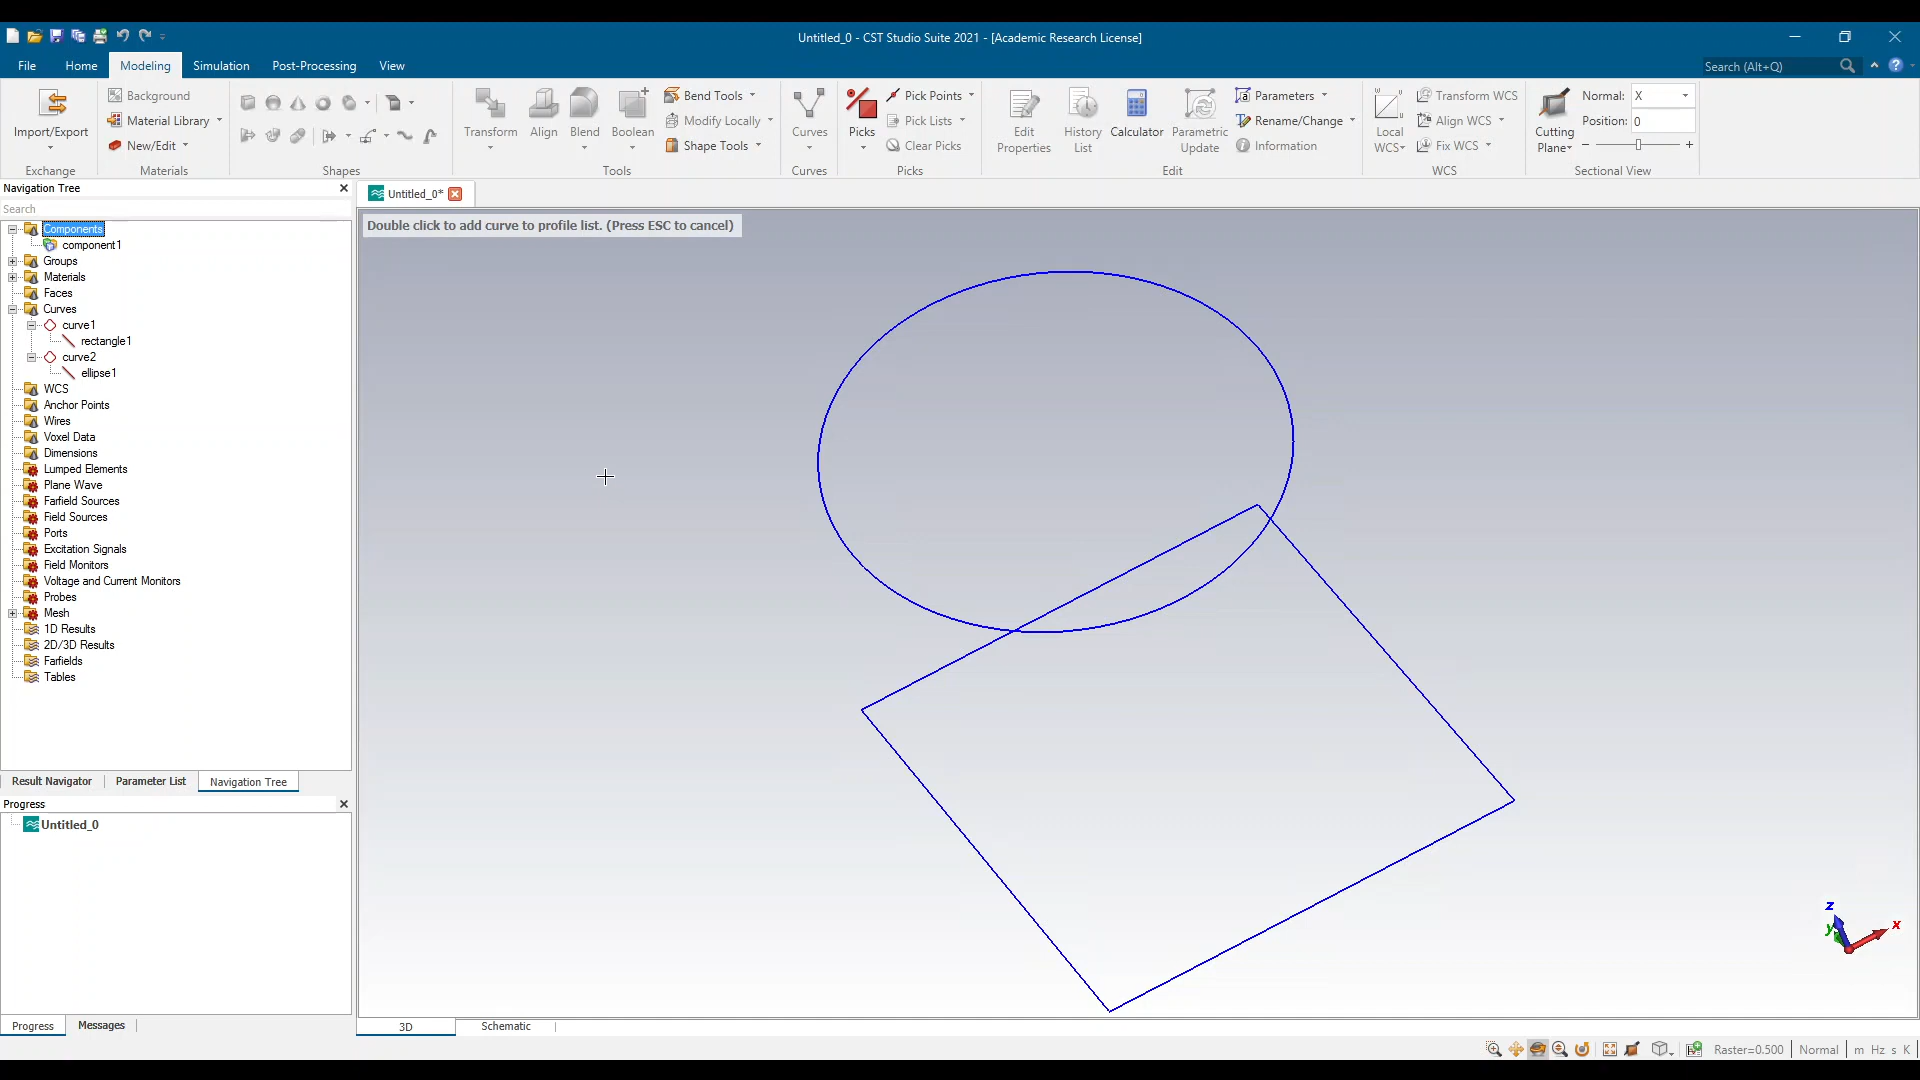 Untitled_0 - CST Studio Suite 2021 - [Academic Research License]
File Home Modeling Simulation Post-Processing View
Search (Alt+Q)
Import/Export
Exchange
Background
Material Library
New/Edit
Materials
Shapes
Transform
Align
Blend
Boolean
Bend Tools
Modify Locally
Shape Tools
Tools
Curves
Curves
Picks
Pick Points
Pick Lists
Clear Picks
Picks
Edit
Properties
History
List
Calculator
Parametric
Update
Parameters
Rename/Change
Information
Edit
Local
WCS
Transform WCS
Align WCS
Fix WCS
WCS
Cutting
Plane
Normal: X
Position: 0
Sectional View
Navigation Tree
Search
Components
component1
Groups
Materials
Faces
Curves
curve1
rectangle1
curve2
ellipse1
WCS
Anchor Points
Wires
Voxel Data
Dimensions
Lumped Elements
Plane Wave
Farfield Sources
Field Sources
Ports
Excitation Signals
Field Monitors
Voltage and Current Monitors
Probes
Mesh
1D Results
2D/3D Results
Farfields
Tables
Result Navigator Parameter List Navigation Tree
Progress
Untitled_0
Progress Messages
Untitled_0*
Double click to add curve to profile list. (Press ESC to cancel)
z
y
x
3D Schematic
Raster=0.500 Normal m Hz s K